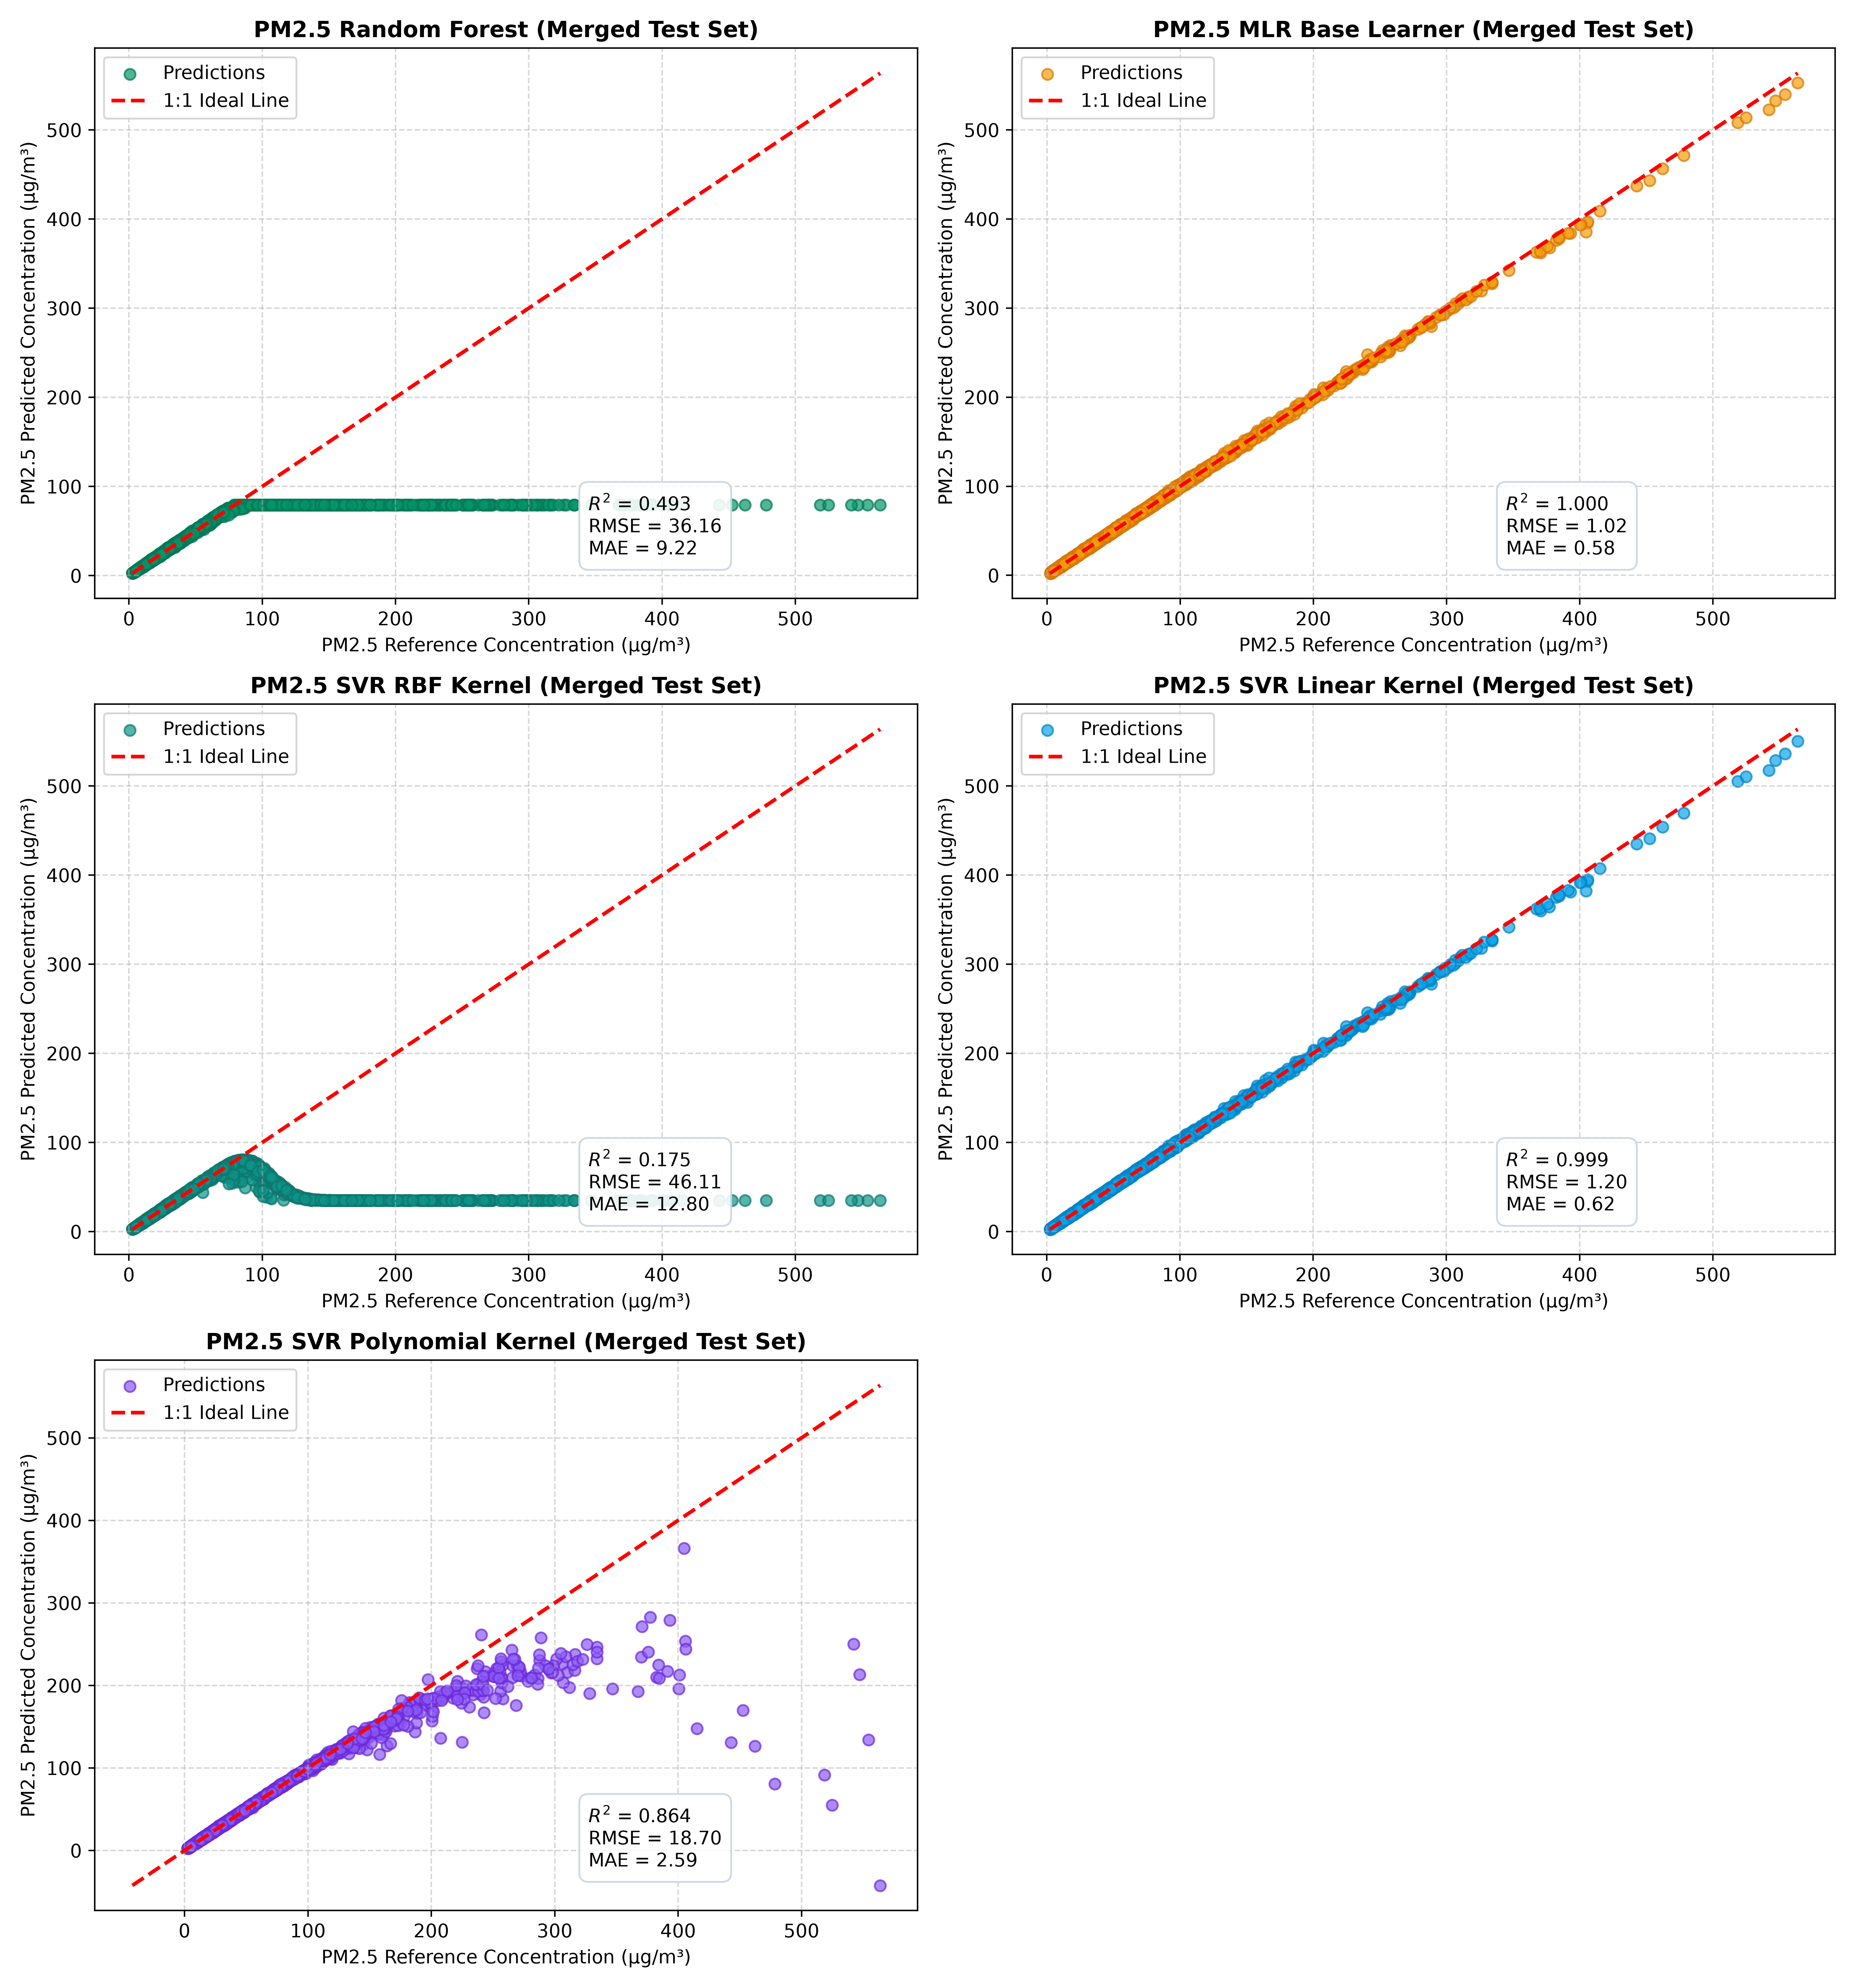 PM2.5 Random Forest (Merged Test Set)
Predictions
1:1 Ideal Line
PM2.5 Predicted Concentration (µg/m³)
500
400
300
200
100
0
R² = 0.493
RMSE = 36.16
MAE = 9.22
0 100 200 300 400 500
PM2.5 Reference Concentration (µg/m³)
PM2.5 MLR Base Learner (Merged Test Set)
Predictions
1:1 Ideal Line
PM2.5 Predicted Concentration (µg/m³)
500
400
300
200
100
0
R² = 1.000
RMSE = 1.02
MAE = 0.58
0 100 200 300 400 500
PM2.5 Reference Concentration (µg/m³)
PM2.5 SVR RBF Kernel (Merged Test Set)
Predictions
1:1 Ideal Line
PM2.5 Predicted Concentration (µg/m³)
500
400
300
200
100
0
R² = 0.175
RMSE = 46.11
MAE = 12.80
0 100 200 300 400 500
PM2.5 Reference Concentration (µg/m³)
PM2.5 SVR Linear Kernel (Merged Test Set)
Predictions
1:1 Ideal Line
PM2.5 Predicted Concentration (µg/m³)
500
400
300
200
100
0
R² = 0.999
RMSE = 1.20
MAE = 0.62
0 100 200 300 400 500
PM2.5 Reference Concentration (µg/m³)
PM2.5 SVR Polynomial Kernel (Merged Test Set)
Predictions
1:1 Ideal Line
PM2.5 Predicted Concentration (µg/m³)
500
400
300
200
100
0
R² = 0.864
RMSE = 18.70
MAE = 2.59
0 100 200 300 400 500
PM2.5 Reference Concentration (µg/m³)